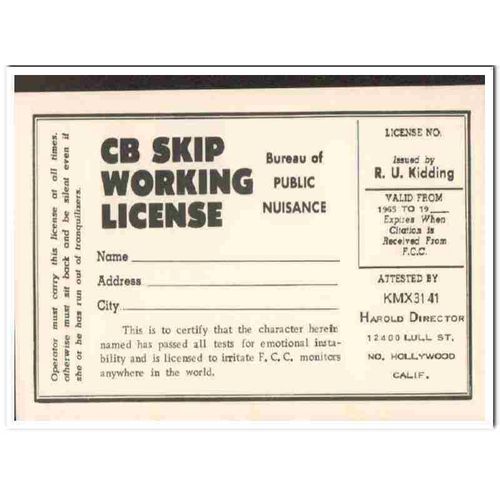 Operator must carry this license at all times,
otherwise must sit back and be silent even if
she or he has run out of tranquilizers.
CB SKIP
WORKING
LICENSE
Bureau of
PUBLIC
NUISANCE
Name
Address
City
This is to certify that the character herein
named has passed all tests for emotional insta-
bility and is licensed to irritate F.C.C. monitors
anywhere in the world.
LICENSE NO.
Issued by
R. U. Kidding
VALID FROM
1965 TO 19
Expires When
Citation is
Received From
F.C.C.
ATTESTED BY
KMX3141
HAROLD DIRECTOR
12400 LULL ST.
NO. HOLLYWOOD
CALIF.